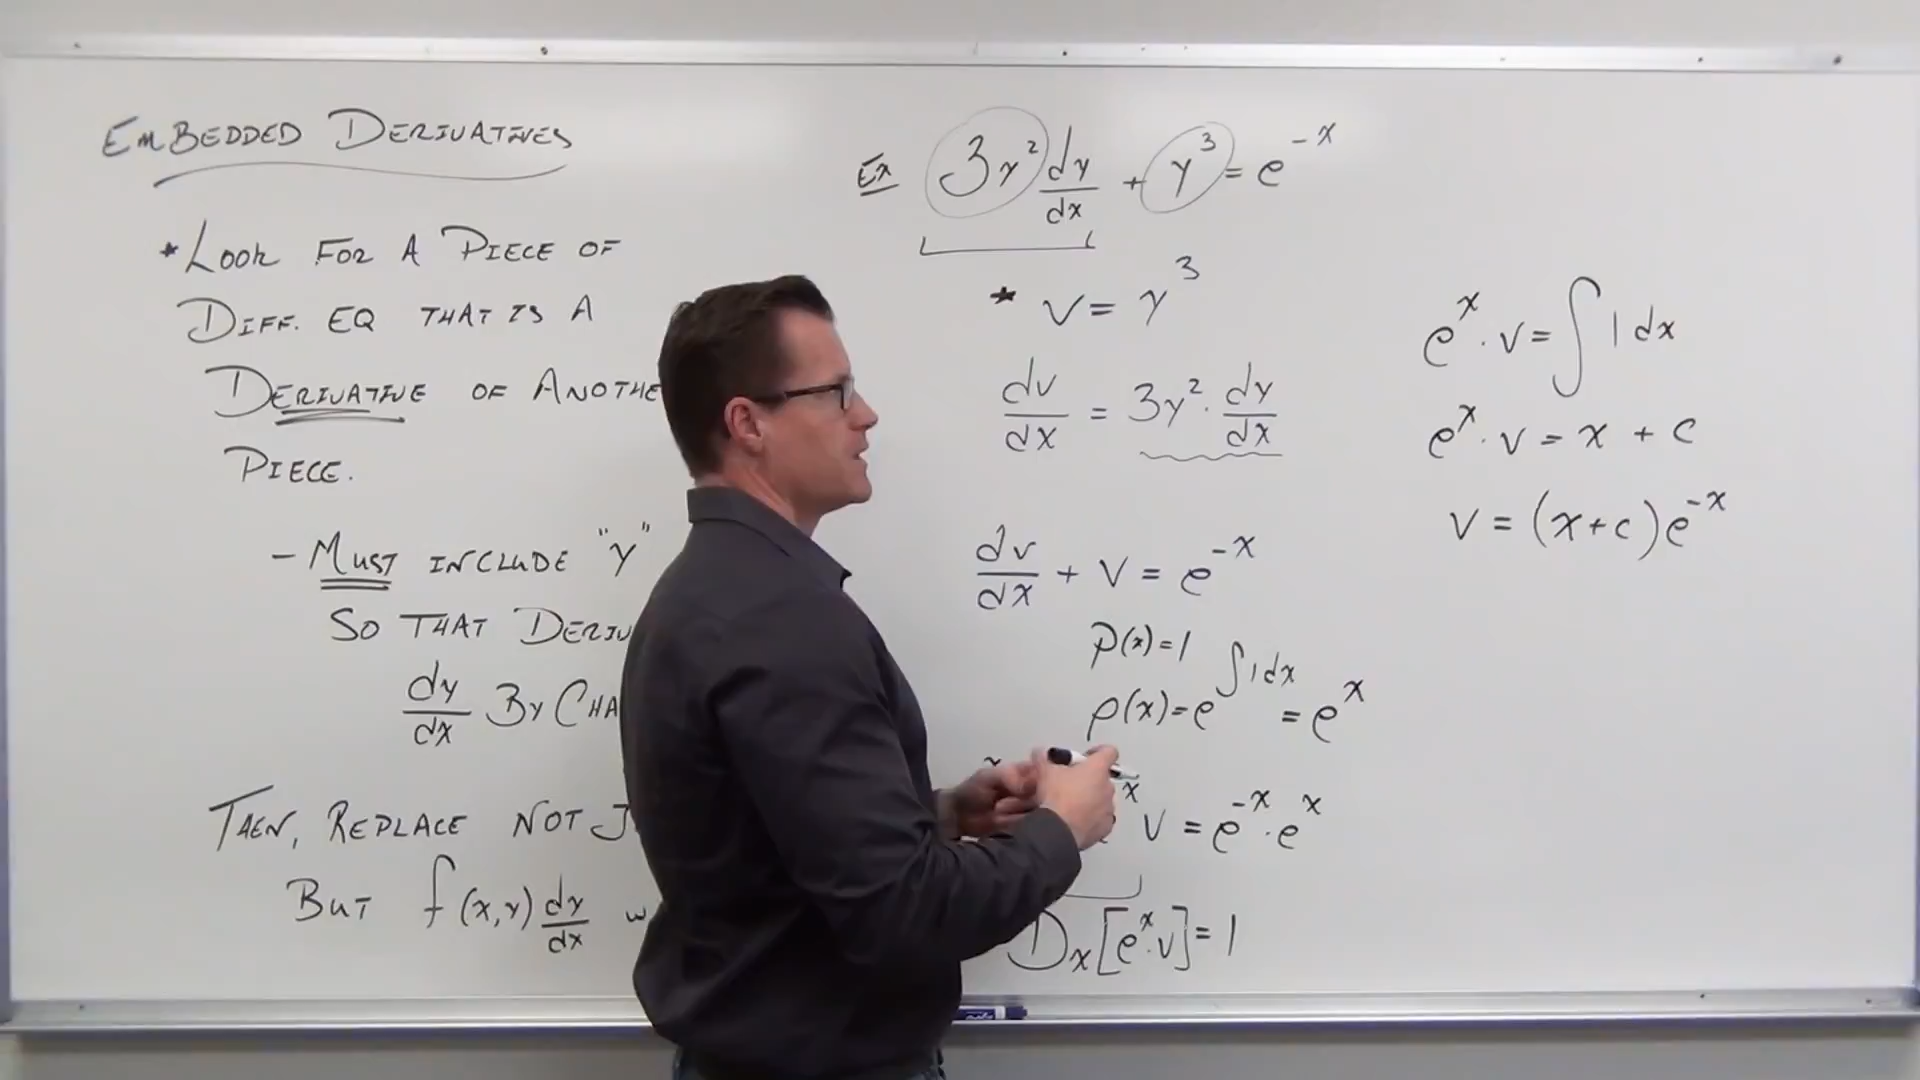 EMBEDDED DERIVATIVES
* LOOK FOR A PIECE OF
DIFF. EQ THAT IS A
DERIVATIVE OF ANOTHE
PIECE.
- MUST INCLUDE "y"
SO THAT DERIV
dy/dx BY CHA
THEN, REPLACE NOT J
BUT f(x,y) dy/dx w
Ex 3y² dy/dx + y³ = e^-x
* v = y³
dv/dx = 3y² · dy/dx
dv/dx + v = e^-x
P(x) = 1
ρ(x) = e^∫1dx = e^x
x v = e^-x · e^x
Dx[e^x · v] = 1
e^x · v = ∫ 1 dx
e^x · v = x + c
v = (x+c)e^-x